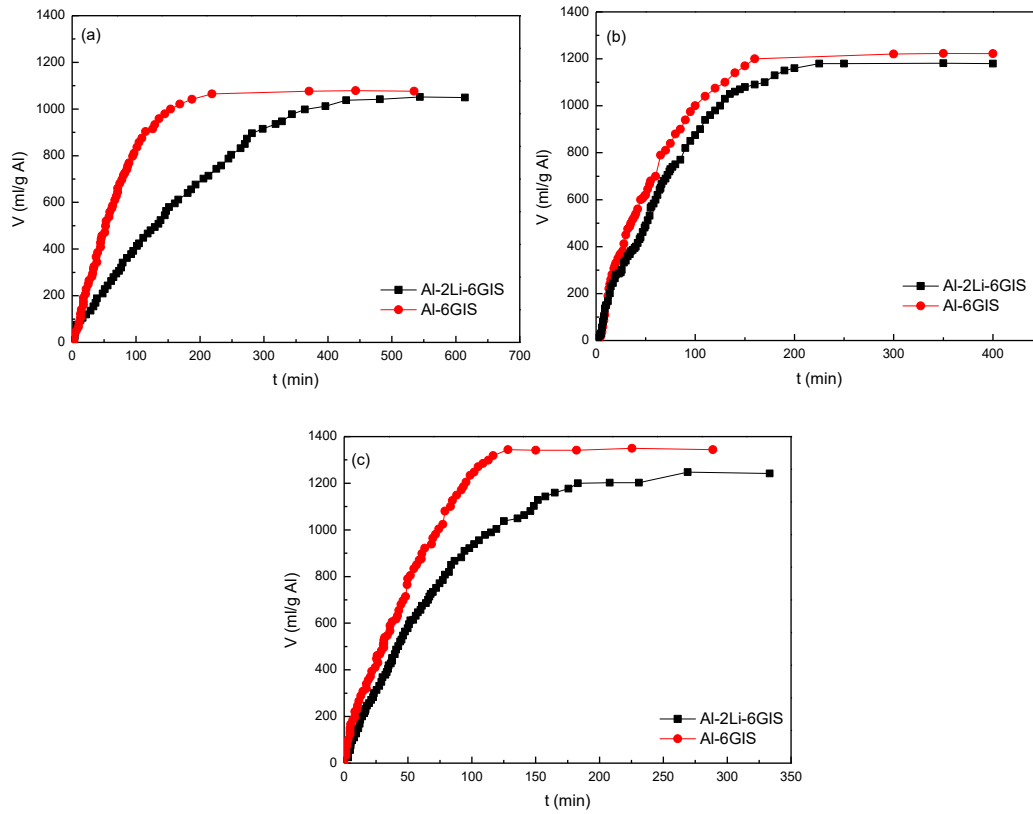 (a)
1400
1200
1000
800
600
400
200
0
V (ml/g Al)
0 100 200 300 400 500 600 700
t (min)
Al-2Li-6GIS
Al-6GIS
(b)
1400
1200
1000
800
600
400
200
0
V (ml/g Al)
0 100 200 300 400
t (min)
Al-2Li-6GIS
Al-6GIS
(c)
1400
1200
1000
800
600
400
200
0
V (ml/g Al)
0 50 100 150 200 250 300 350
t (min)
Al-2Li-6GIS
Al-6GIS